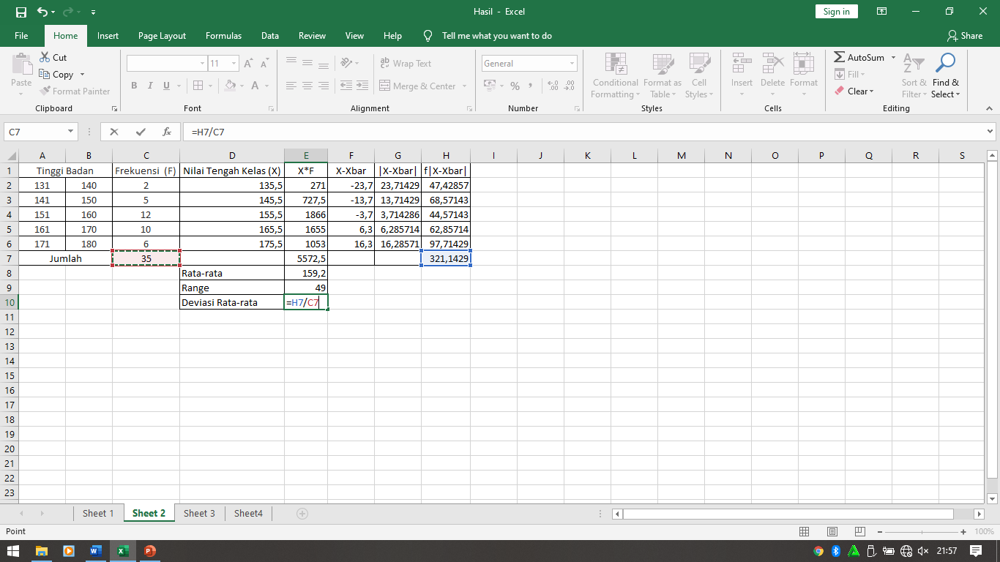 Hasil - Excel
Sign in
File Home Insert Page Layout Formulas Data Review View Help Tell me what you want to do Share
Paste
Cut
Copy
Format Painter
Clipboard
11 A A
B I U A
Font
ab Wrap Text
Merge & Center
Alignment
General
% , ,00 ,0
Number
Conditional Formatting
Format as Table
Cell Styles
Styles
Insert
Delete
Format
Cells
AutoSum
Fill
Clear
Sort & Filter
Find & Select
Editing
C7 fx =H7/C7
A B C D E F G H I J K L M N O P Q R S
1 Tinggi Badan Frekuensi (F) Nilai Tengah Kelas (X) X*F X-Xbar |X-Xbar| f|X-Xbar|
2 131 140 2 135,5 271 -23,7 23,71429 47,42857
3 141 150 5 145,5 727,5 -13,7 13,71429 68,57143
4 151 160 12 155,5 1866 -3,7 3,714286 44,57143
5 161 170 10 165,5 1655 6,3 6,285714 62,85714
6 171 180 6 175,5 1053 16,3 16,28571 97,71429
7 Jumlah 35 5572,5 321,1429
8 Rata-rata 159,2
9 Range 49
10 Deviasi Rata-rata =H7/C7
11
12
13
14
15
16
17
18
19
20
21
22
23
Sheet 1 Sheet 2 Sheet 3 Sheet4
Point 100%
21:57